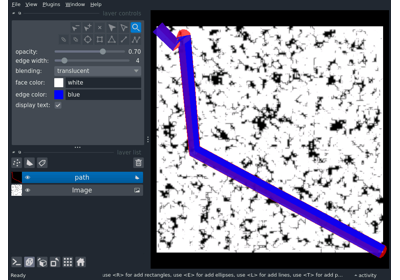 File View Plugins Window Help
layer controls
opacity: 0.70
edge width: 4
blending: translucent
face color: white
edge color: blue
display text:
layer list
path
Image
Ready
use <R> for add rectangles, use <E> for add ellipses, use <L> for add lines, use <T> for add p...
activity